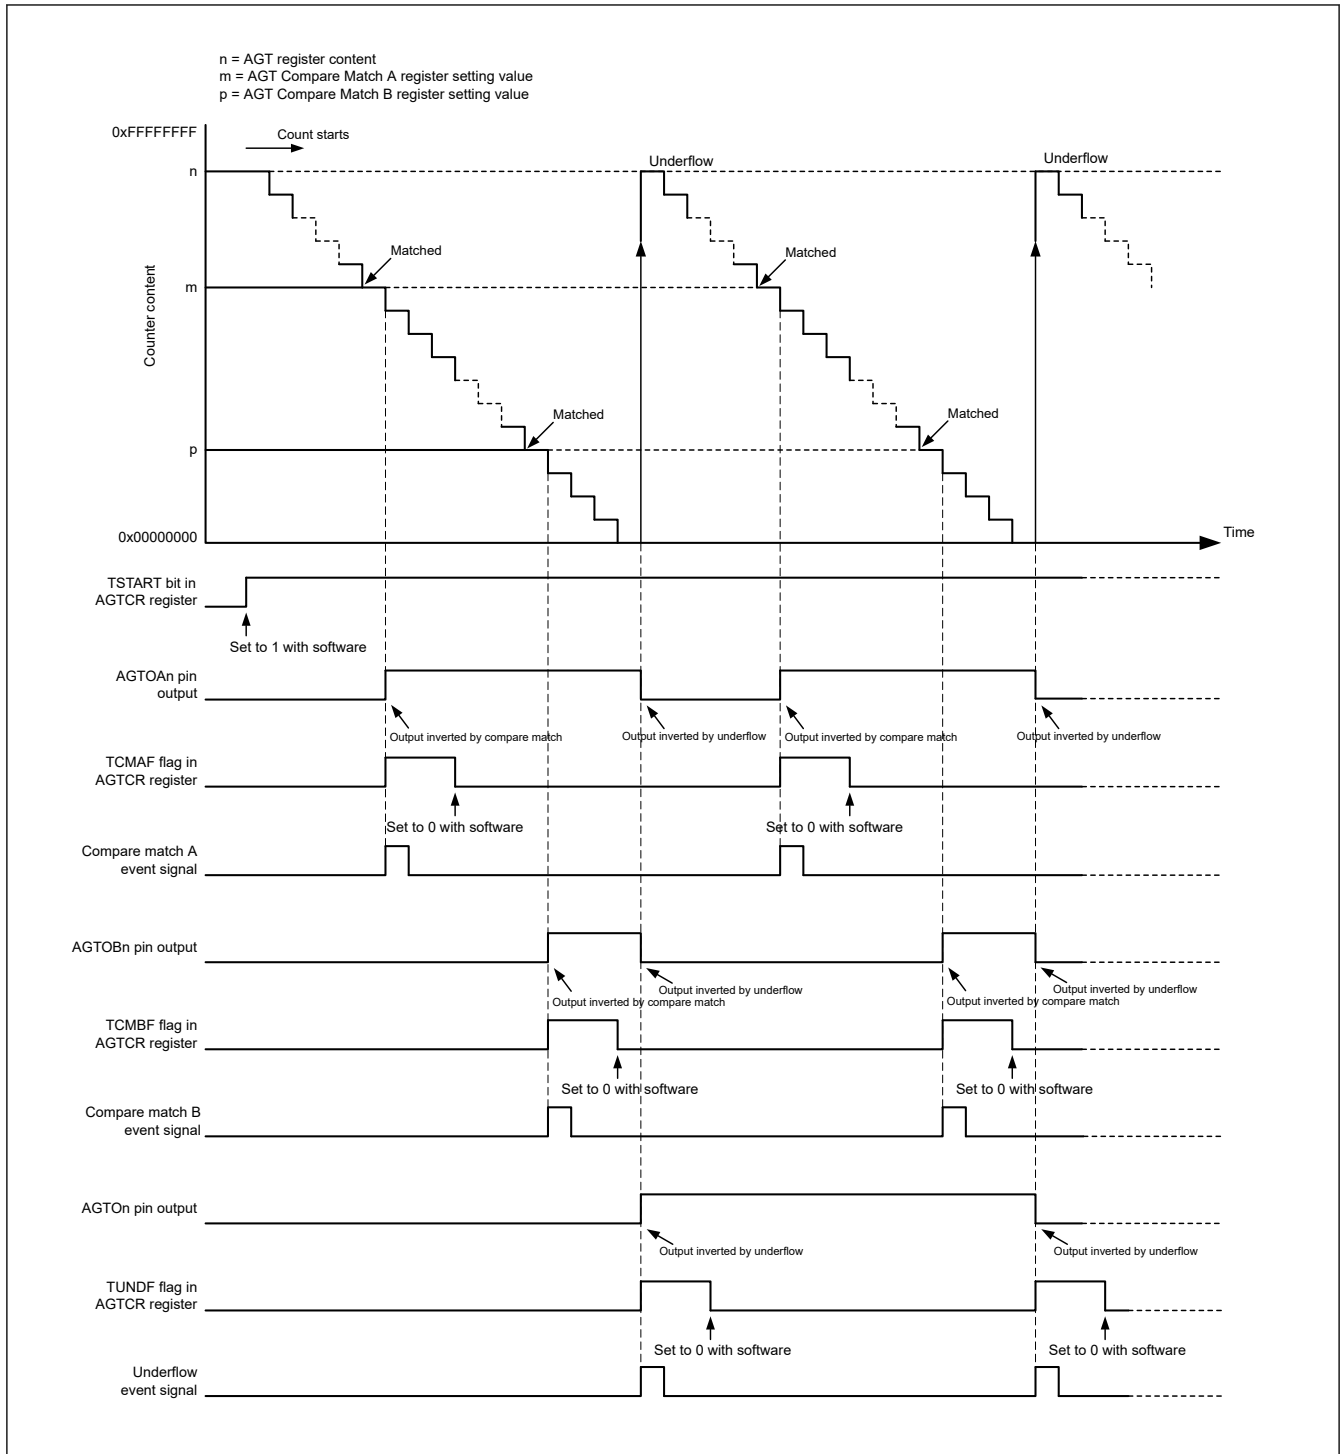 n = AGT register content
m = AGT Compare Match A register setting value
p = AGT Compare Match B register setting value
0xFFFFFFFF
Count starts
Underflow
Underflow
n
Matched
Matched
m
Counter content
Matched
Matched
p
0x00000000
Time
TSTART bit in
AGTCR register
Set to 1 with software
AGTOAn pin
output
Output inverted by compare match
Output inverted by underflow
Output inverted by compare match
Output inverted by underflow
TCMAF flag in
AGTCR register
Set to 0 with software
Set to 0 with software
Compare match A
event signal
AGTOBn pin output
Output inverted by compare match
Output inverted by underflow
Output inverted by compare match
Output inverted by underflow
TCMBF flag in
AGTCR register
Set to 0 with software
Set to 0 with software
Compare match B
event signal
AGTOn pin output
Output inverted by underflow
Output inverted by underflow
TUNDF flag in
AGTCR register
Set to 0 with software
Set to 0 with software
Underflow
event signal